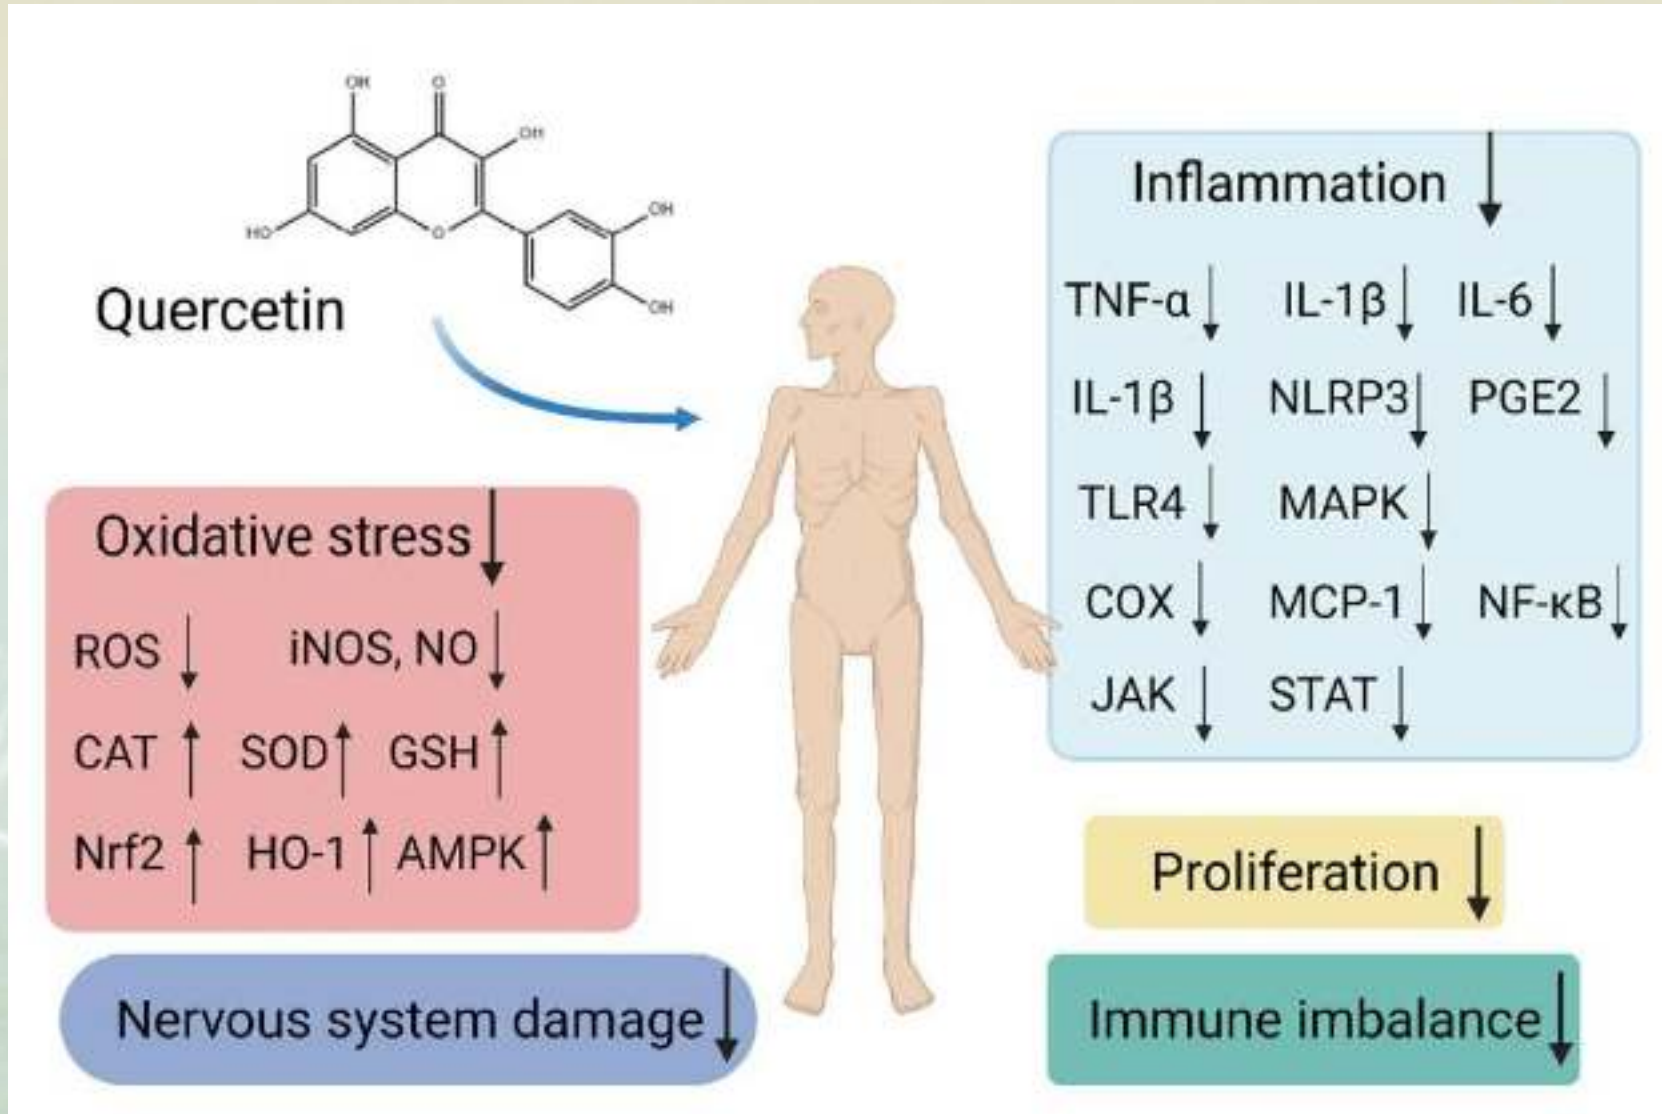 OH
O
OH
HO
O
OH
OH
Quercetin
Inflammation ↓
TNF-α ↓ IL-1β ↓ IL-6 ↓
IL-1β ↓ NLRP3 ↓ PGE2 ↓
TLR4 ↓ MAPK ↓
COX ↓ MCP-1 ↓ NF-κB ↓
JAK ↓ STAT ↓
Oxidative stress ↓
ROS ↓ iNOS, NO ↓
CAT ↑ SOD ↑ GSH ↑
Nrf2 ↑ HO-1 ↑ AMPK ↑
Proliferation ↓
Nervous system damage ↓
Immune imbalance ↓